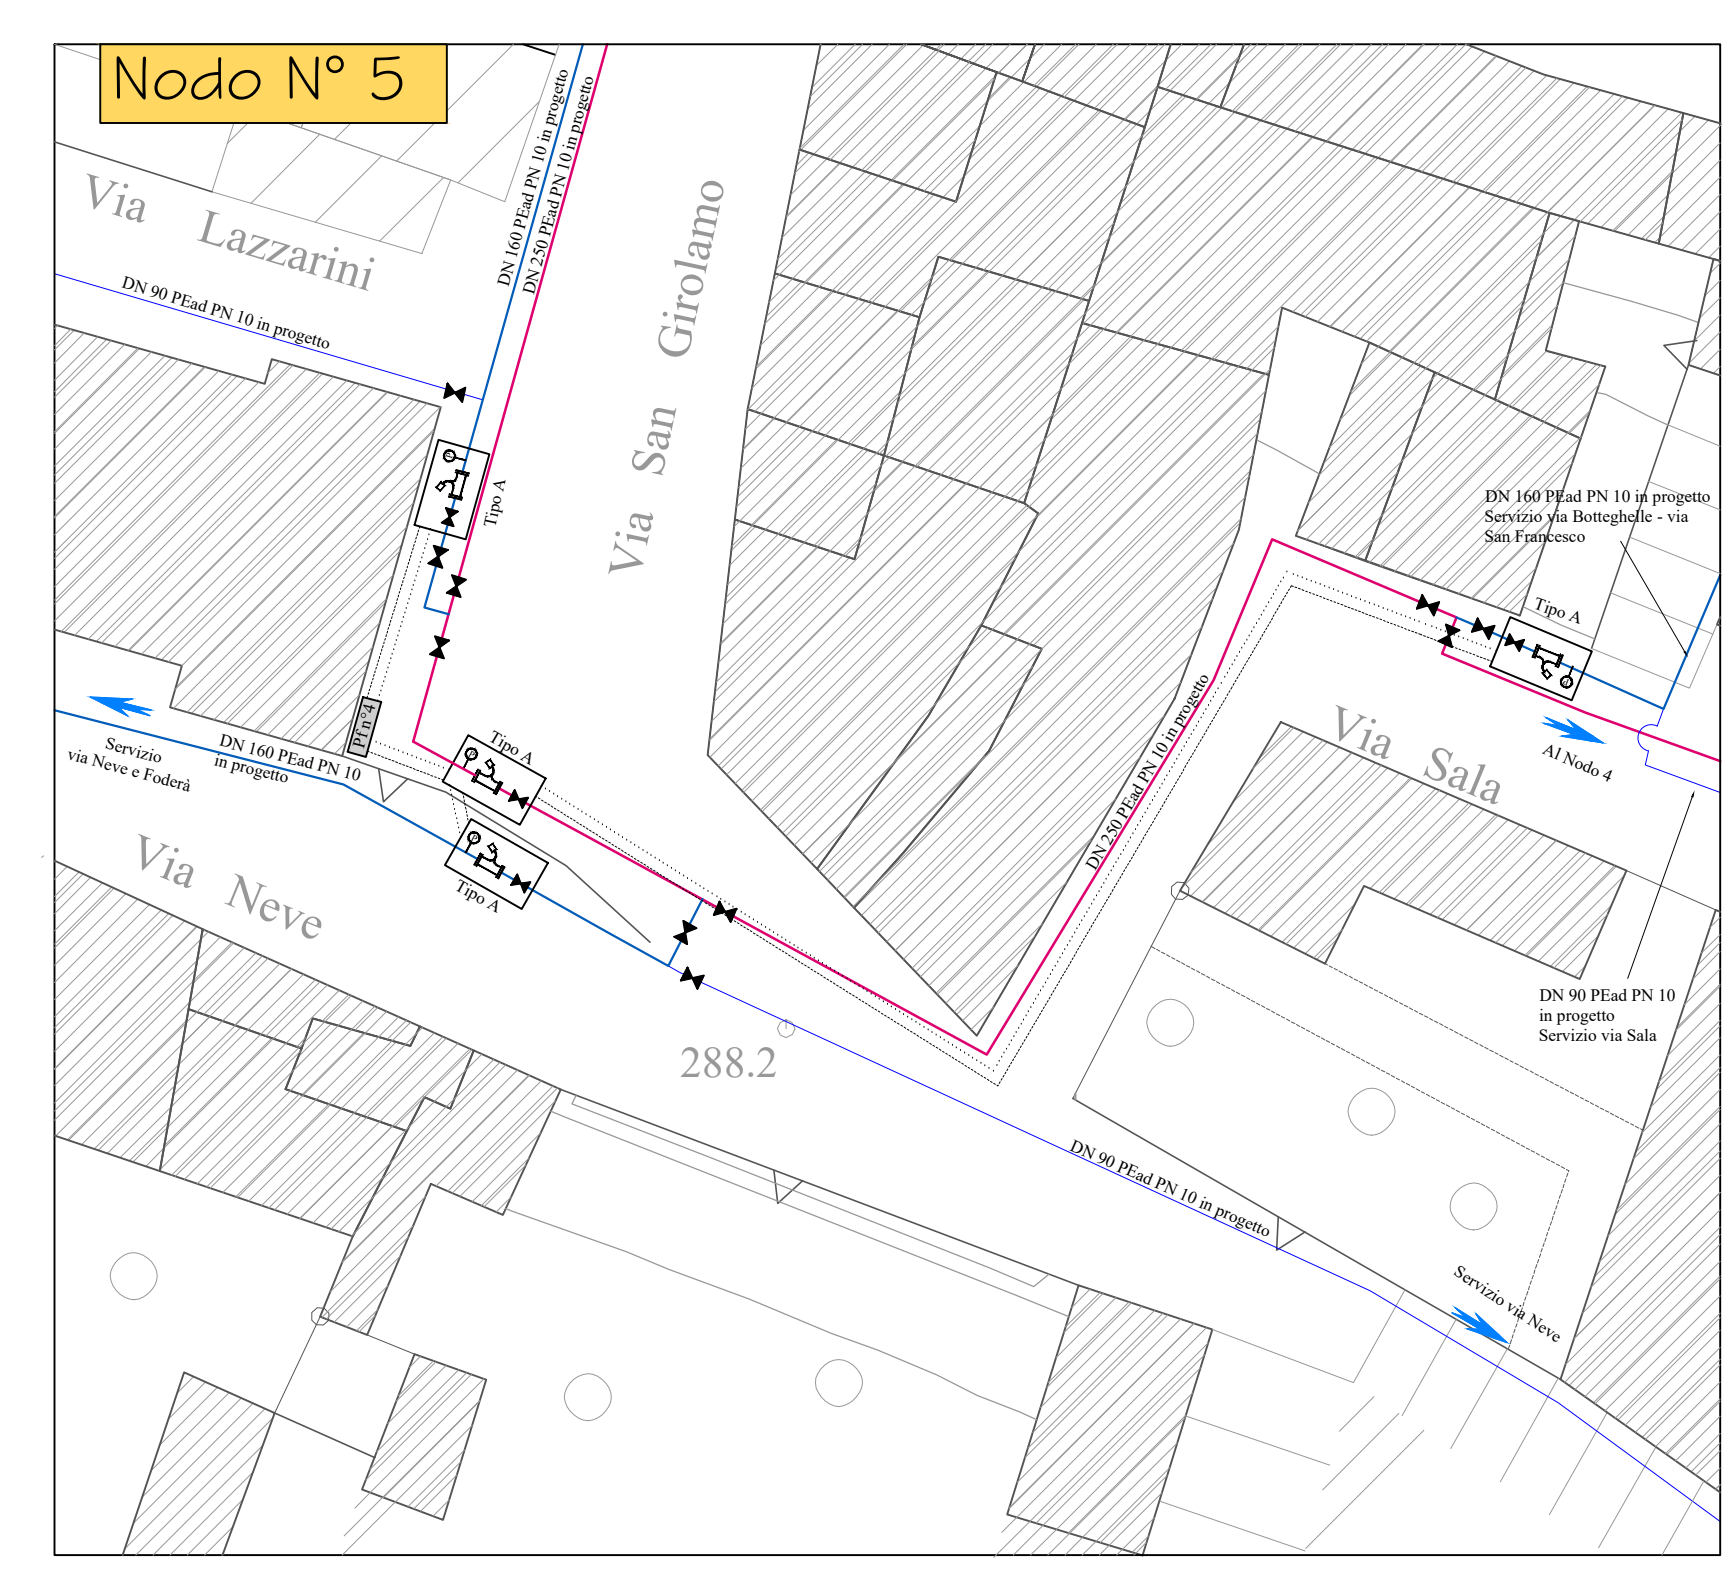 Nodo N° 5
DN 160 PEad PN 10 in progetto
DN 250 PEad PN 10 in progetto
Via Lazzarini
DN 90 PEad PN 10 in progetto
Via San Girolamo
Tipo A
DN 160 PEad PN 10 in progetto
Servizio via Botteghelle - via
San Francesco
Tipo A
Pf n°4
Servizio
via Neve e Foderà
DN 160 PEad PN 10
in progetto
Tipo A
Tipo A
DN 250 PEad PN 10 in progetto
Via Sala
Al Nodo 4
Via Neve
288.2
DN 90 PEad PN 10
in progetto
Servizio via Sala
DN 90 PEad PN 10 in progetto
Servizio via Neve